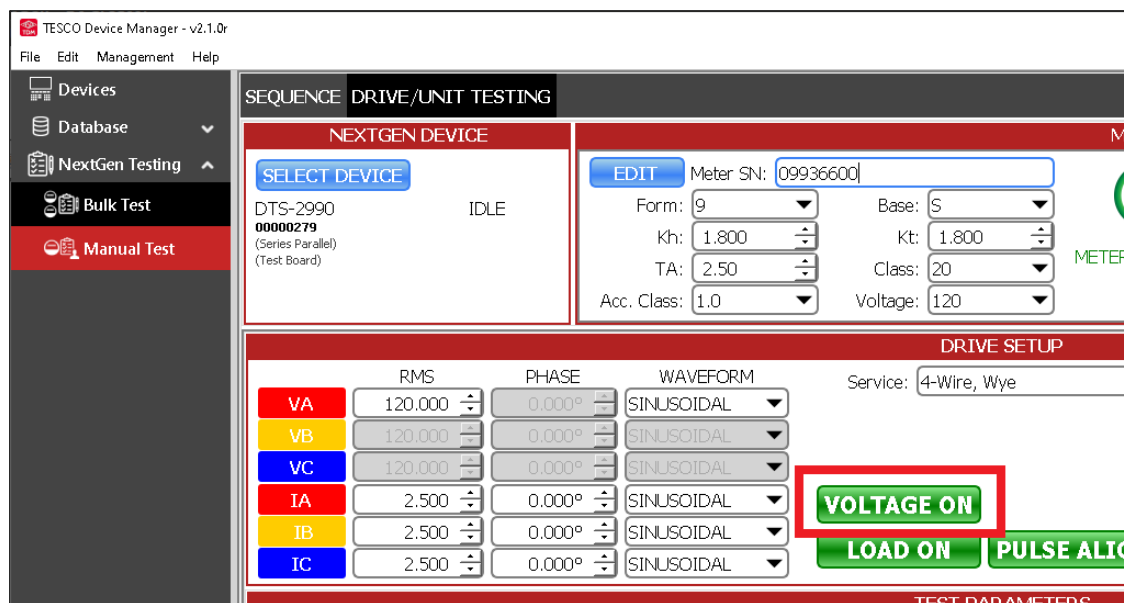 TESCO Device Manager - v2.1.0r
File Edit Management Help
Devices
Database
NextGen Testing
Bulk Test
Manual Test
SEQUENCE DRIVE/UNIT TESTING
NEXTGEN DEVICE
SELECT DEVICE
DTS-2990 IDLE
00000279
(Series Parallel)
(Test Board)
M
EDIT Meter SN: 09936600
Form: 9 Base: S
Kh: 1.800 Kt: 1.800
TA: 2.50 Class: 20
Acc. Class: 1.0 Voltage: 120
METER
DRIVE SETUP
RMS PHASE WAVEFORM
Service: 4-Wire, Wye
VA 120.000 0.000° SINUSOIDAL
VB 120.000 0.000° SINUSOIDAL
VC 120.000 0.000° SINUSOIDAL
IA 2.500 0.000° SINUSOIDAL
IB 2.500 0.000° SINUSOIDAL
IC 2.500 0.000° SINUSOIDAL
VOLTAGE ON
LOAD ON PULSE ALIG
TEST PARAMETERS